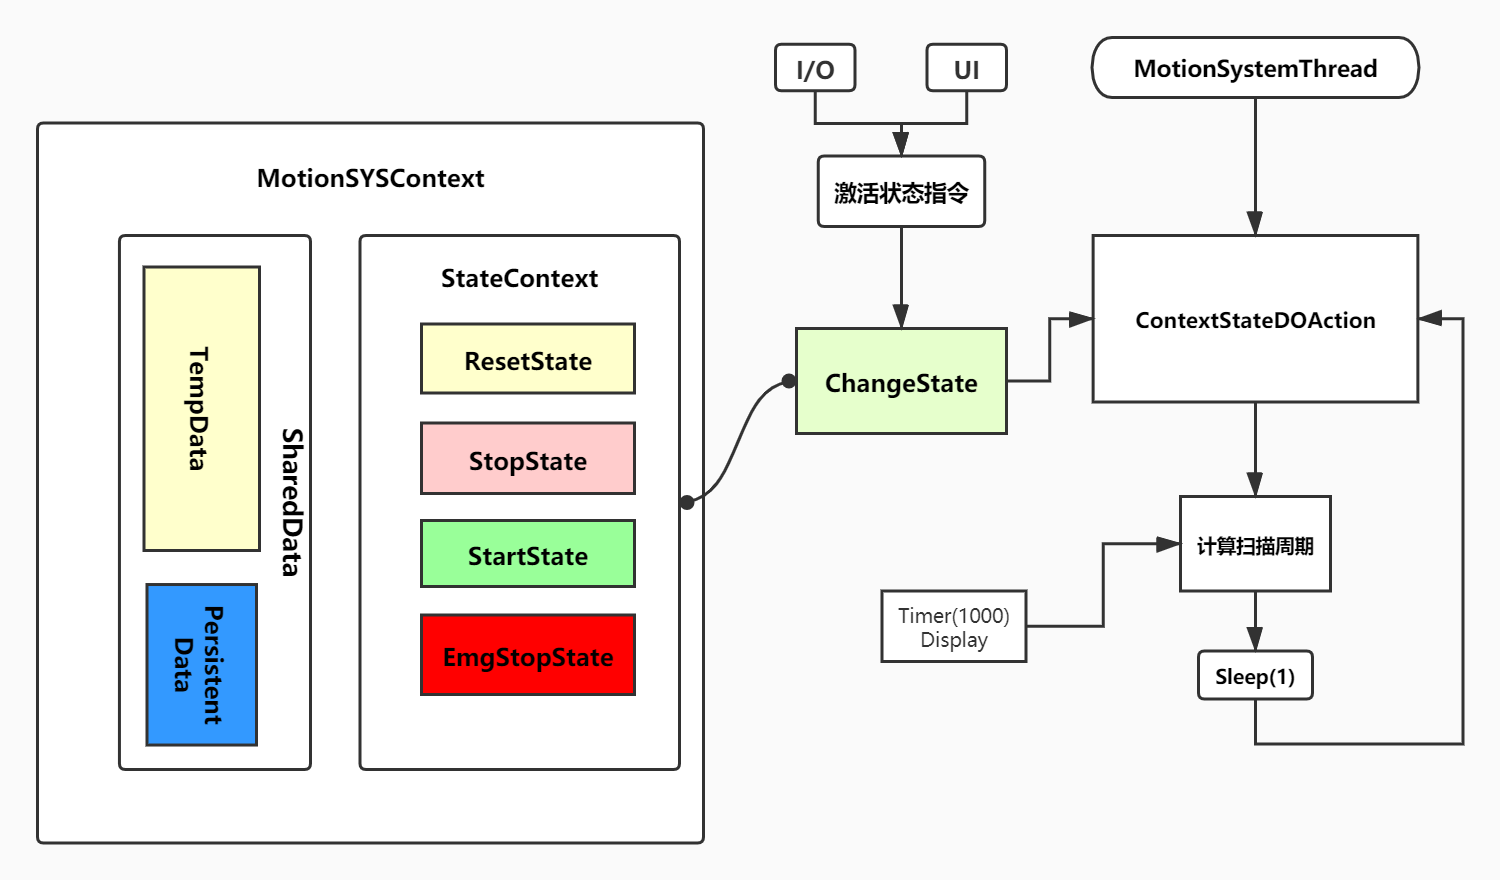 I/O
UI
MotionSystemThread
MotionSYSContext
激活状态指令
TempData
SharedData
Persistent
Data
StateContext
ResetState
StopState
StartState
EmgStopState
ChangeState
ContextStateDOAction
计算扫描周期
Timer(1000)
Display
Sleep(1)